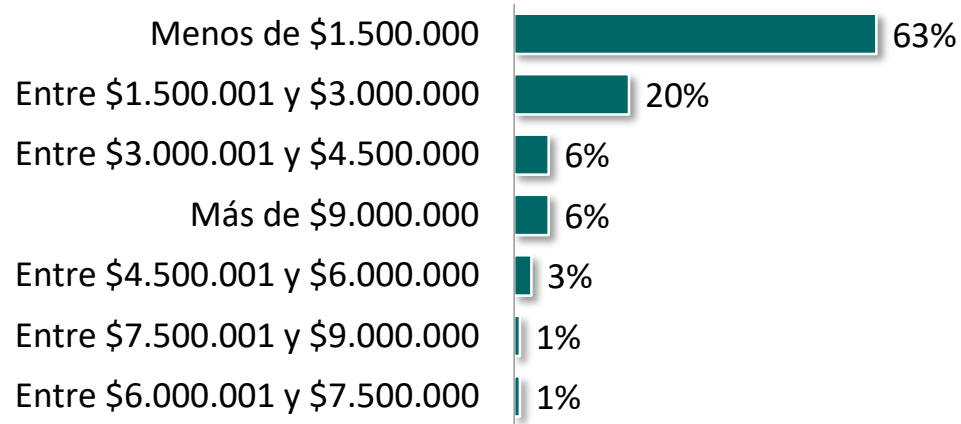 Menos de $1.500.000 63%
Entre $1.500.001 y $3.000.000 20%
Entre $3.000.001 y $4.500.000 6%
Más de $9.000.000 6%
Entre $4.500.001 y $6.000.000 3%
Entre $7.500.001 y $9.000.000 1%
Entre $6.000.001 y $7.500.000 1%